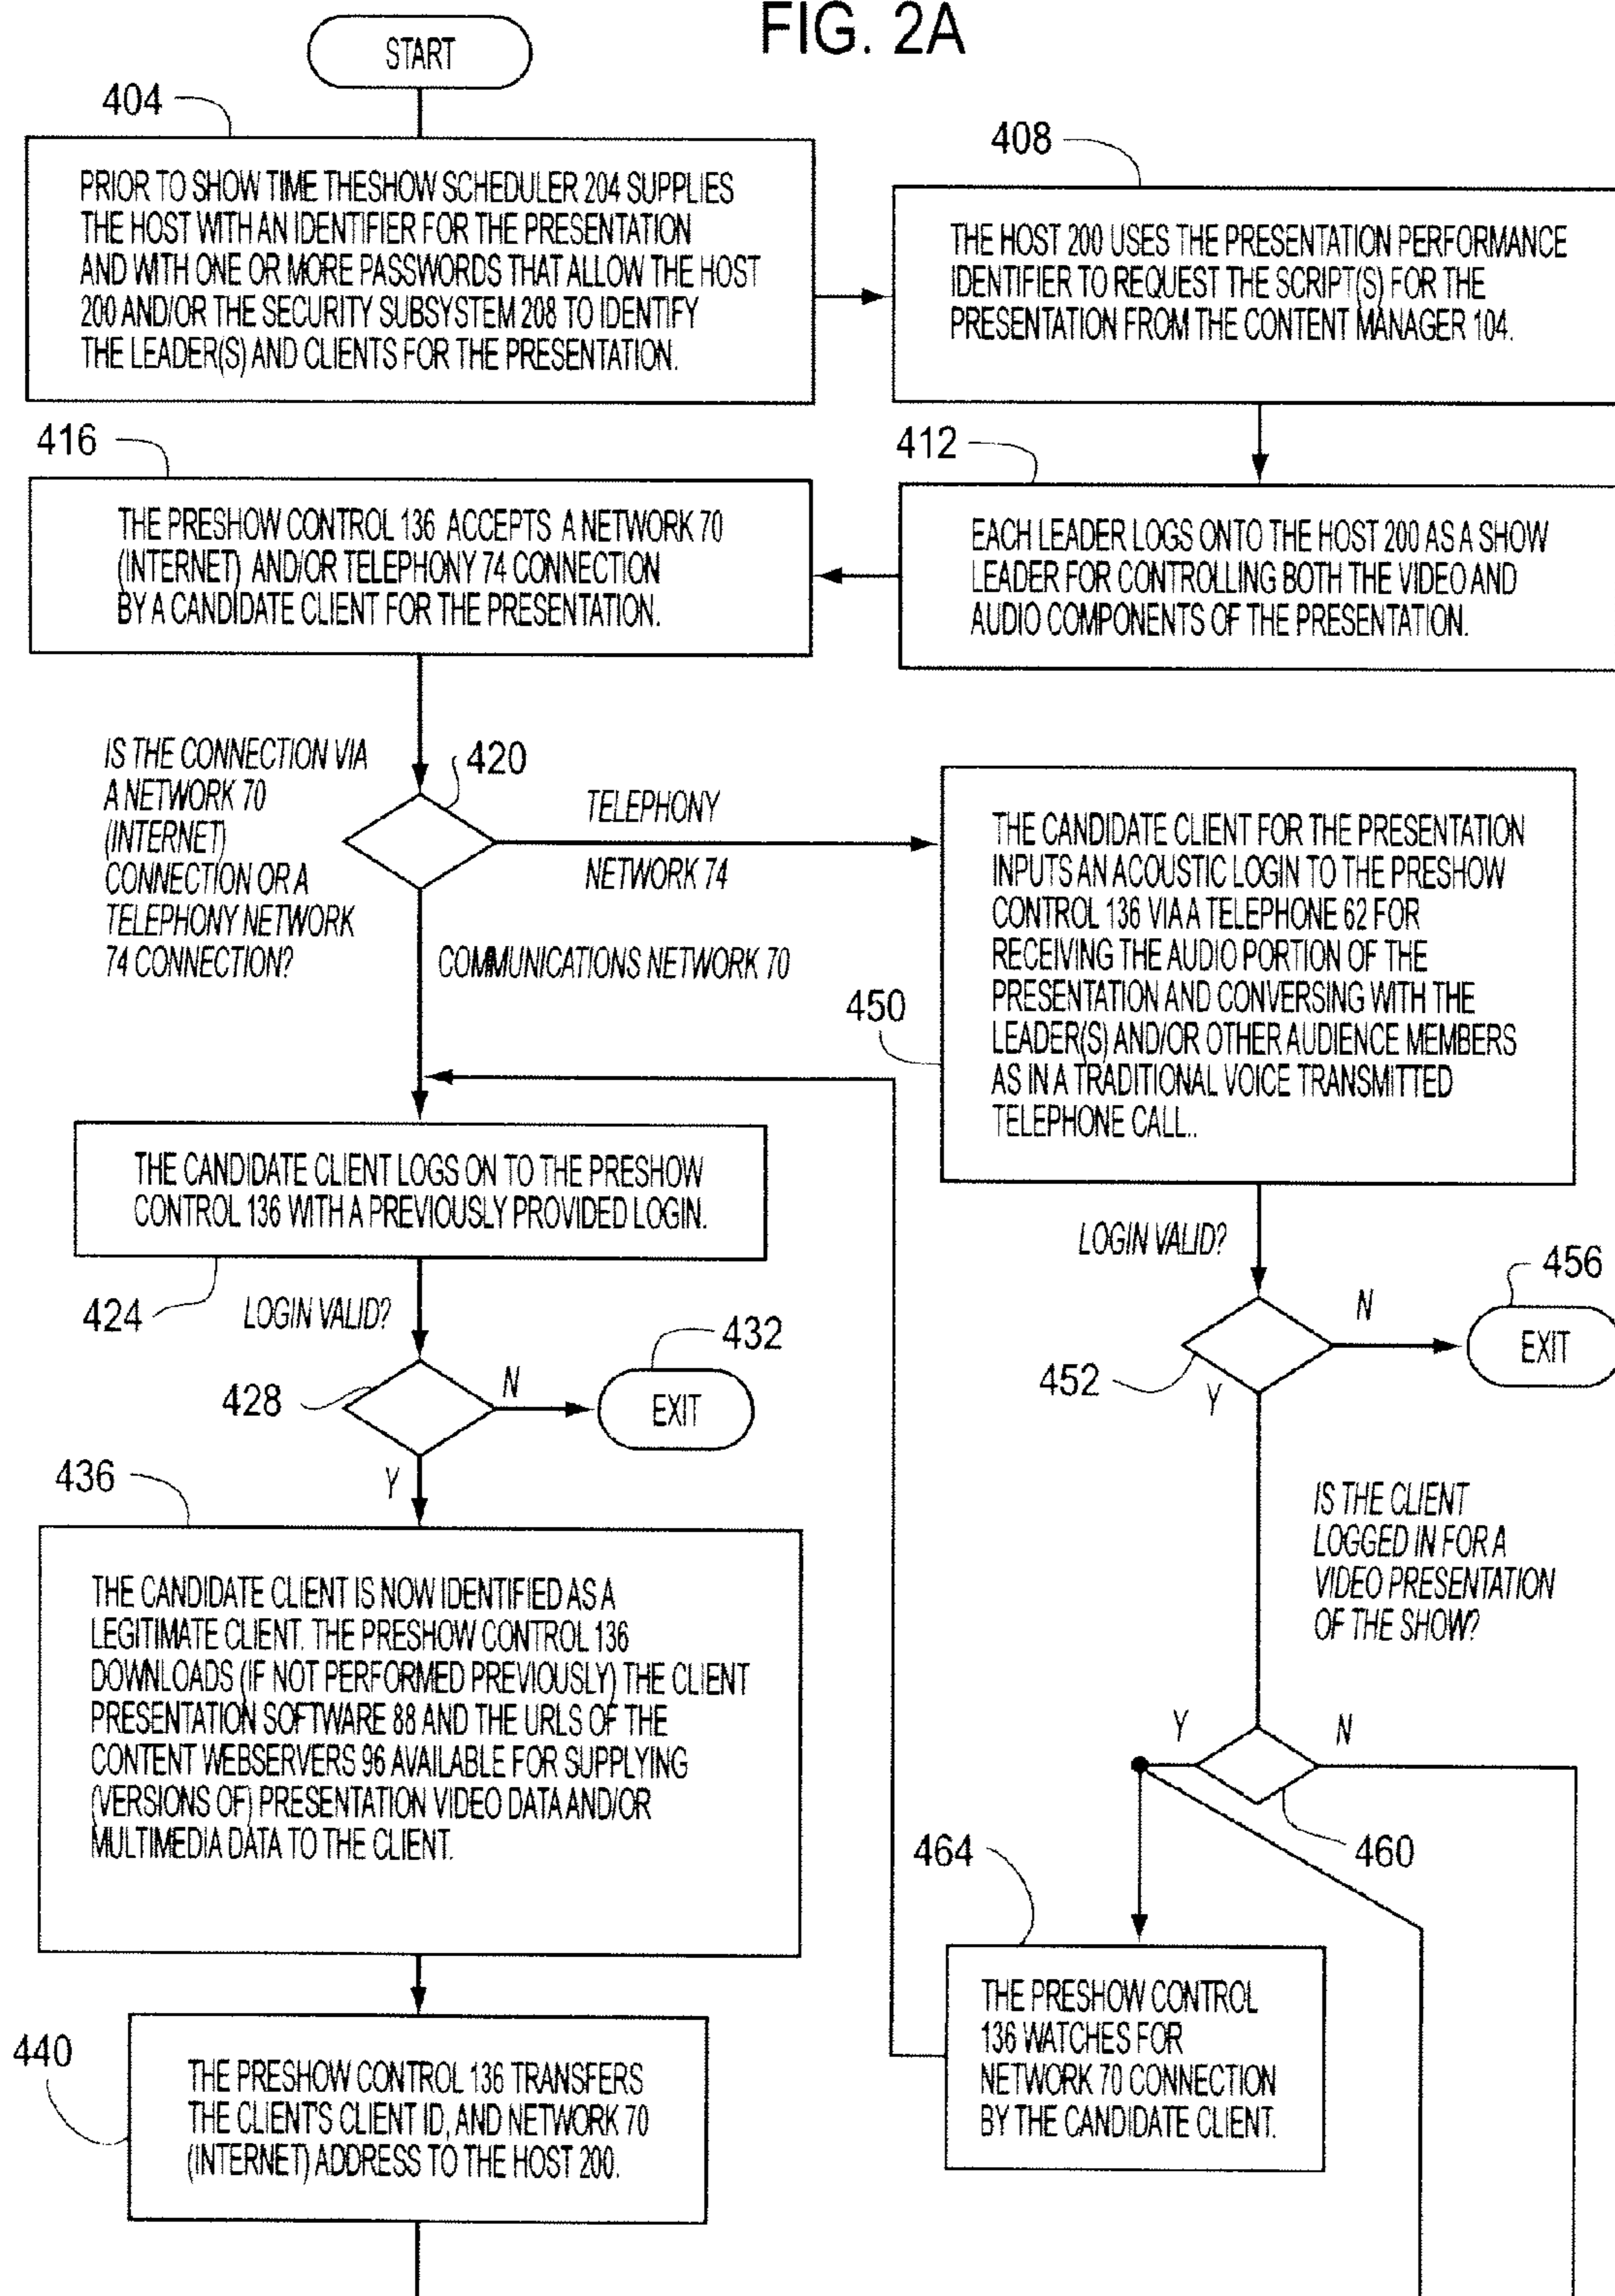 FIG. 2A
START
404
PRIOR TO SHOW TIME THESHOW SCHEDULER 204 SUPPLIES
THE HOST WITH AN IDENTIFIER FOR THE PRESENTATION
AND WITH ONE OR MORE PASSWORDS THAT ALLOW THE HOST
200 AND/OR THE SECURITY SUBSYSTEM 208 TO IDENTIFY
THE LEADER(S) AND CLIENTS FOR THE PRESENTATION.
408
THE HOST 200 USES THE PRESENTATION PERFORMANCE
IDENTIFIER TO REQUEST THE SCRIPT(S) FOR THE
PRESENTATION FROM THE CONTENT MANAGER 104.
412
EACH LEADER LOGS ONTO THE HOST 200 AS A SHOW
LEADER FOR CONTROLLING BOTH THE VIDEO AND
AUDIO COMPONENTS OF THE PRESENTATION.
416
THE PRESHOW CONTROL 136 ACCEPTS A NETWORK 70
(INTERNET) AND/OR TELEPHONY 74 CONNECTION
BY A CANDIDATE CLIENT FOR THE PRESENTATION.
IS THE CONNECTION VIA
A NETWORK 70
(INTERNET)
CONNECTION OR A
TELEPHONY NETWORK
74 CONNECTION?
420
TELEPHONY
NETWORK 74
COMMUNICATIONS NETWORK 70
450
THE CANDIDATE CLIENT FOR THE PRESENTATION
INPUTS AN ACOUSTIC LOGIN TO THE PRESHOW
CONTROL 136 VIA A TELEPHONE 62 FOR
RECEIVING THE AUDIO PORTION OF THE
PRESENTATION AND CONVERSING WITH THE
LEADER(S) AND/OR OTHER AUDIENCE MEMBERS
AS IN A TRADITIONAL VOICE TRANSMITTED
TELEPHONE CALL..
THE CANDIDATE CLIENT LOGS ON TO THE PRESHOW
CONTROL 136 WITH A PREVIOUSLY PROVIDED LOGIN.
424
LOGIN VALID?
428
N
432
EXIT
Y
LOGIN VALID?
452
N
456
EXIT
Y
436
THE CANDIDATE CLIENT IS NOW IDENTIFIED AS A
LEGITIMATE CLIENT. THE PRESHOW CONTROL 136
DOWNLOADS (IF NOT PERFORMED PREVIOUSLY) THE CLIENT
PRESENTATION SOFTWARE 88 AND THE URLS OF THE
CONTENT WEBSERVERS 96 AVAILABLE FOR SUPPLYING
(VERSIONS OF) PRESENTATION VIDEO DATA AND/OR
MULTIMEDIA DATA TO THE CLIENT.
IS THE CLIENT
LOGGED IN FOR A
VIDEO PRESENTATION
OF THE SHOW?
Y
N
460
464
THE PRESHOW CONTROL
136 WATCHES FOR
NETWORK 70 CONNECTION
BY THE CANDIDATE CLIENT.
440
THE PRESHOW CONTROL 136 TRANSFERS
THE CLIENT'S CLIENT ID, AND NETWORK 70
(INTERNET) ADDRESS TO THE HOST 200.